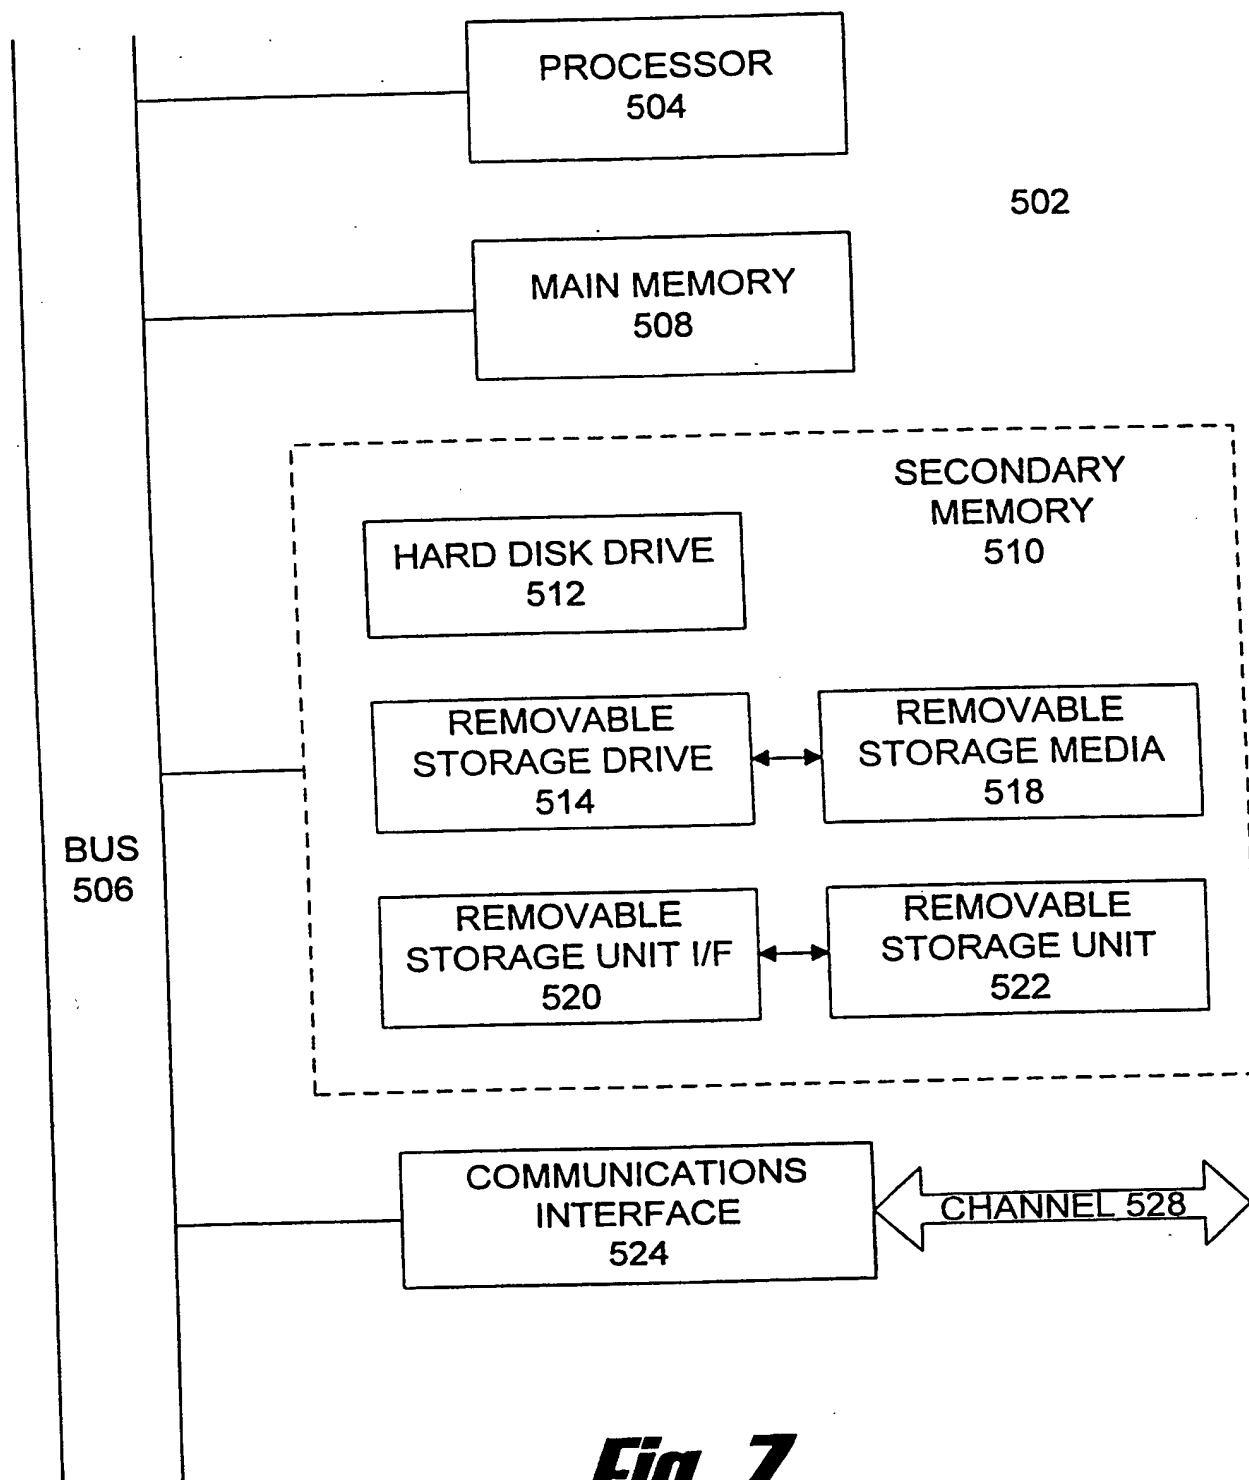 PROCESSOR
504
502
MAIN MEMORY
508
SECONDARY
MEMORY
510
HARD DISK DRIVE
512
REMOVABLE
STORAGE DRIVE
514
REMOVABLE
STORAGE MEDIA
518
BUS
506
REMOVABLE
STORAGE UNIT I/F
520
REMOVABLE
STORAGE UNIT
522
COMMUNICATIONS
INTERFACE
524
CHANNEL 528
Fig. 7